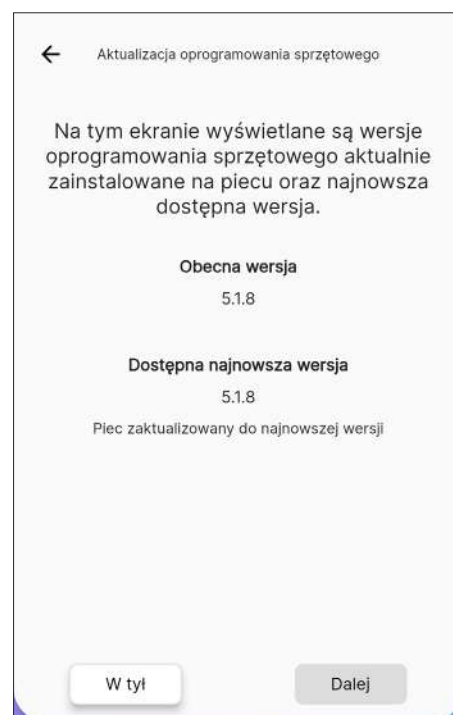 Aktualizacja oprogramowania sprzętowego
Na tym ekranie wyświetlane są wersje
oprogramowania sprzętowego aktualnie
zainstalowane na piecu oraz najnowsza
dostępna wersja.
Obecna wersja
5.1.8
Dostępna najnowsza wersja
5.1.8
Piec zaktualizowany do najnowszej wersji
W tył
Dalej